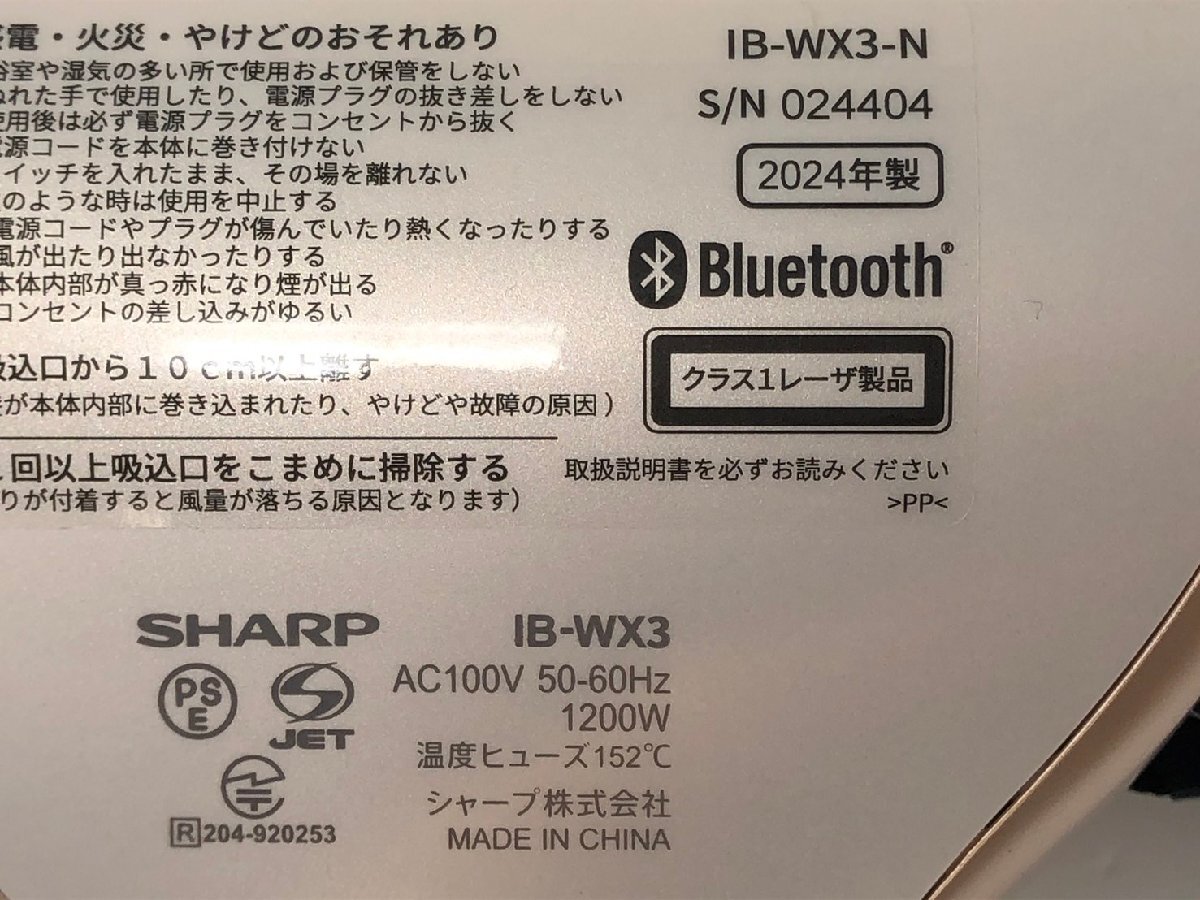 電・火災・やけどのおそれあり
室や湿気の多い所で使用および保管をしない
れた手で使用したり、電源プラグの抜き差しをしない
用後は必ず電源プラグをコンセントから抜く
源コードを本体に巻き付けない
イッチを入れたまま、その場を離れない
のような時は使用を中止する
電源コードやプラグが傷んでいたり熱くなったりする
風が出たり出なかったりする
本体内部が真っ赤になり煙が出る
コンセントの差し込みがゆるい
込口から10cm以上離す
が本体内部に巻き込まれたり、やけどや故障の原因)
回以上吸込口をこまめに掃除する
りが付着すると風量が落ちる原因となります)
IB-WX3-N
S/N 024404
2024年製
Bluetooth®
クラス1レーザ製品
取扱説明書を必ずお読みください
>PP<
SHARP
PSE
JET
R 204-920253
IB-WX3
AC100V 50-60Hz
1200W
温度ヒューズ152℃
シャープ株式会社
MADE IN CHINA